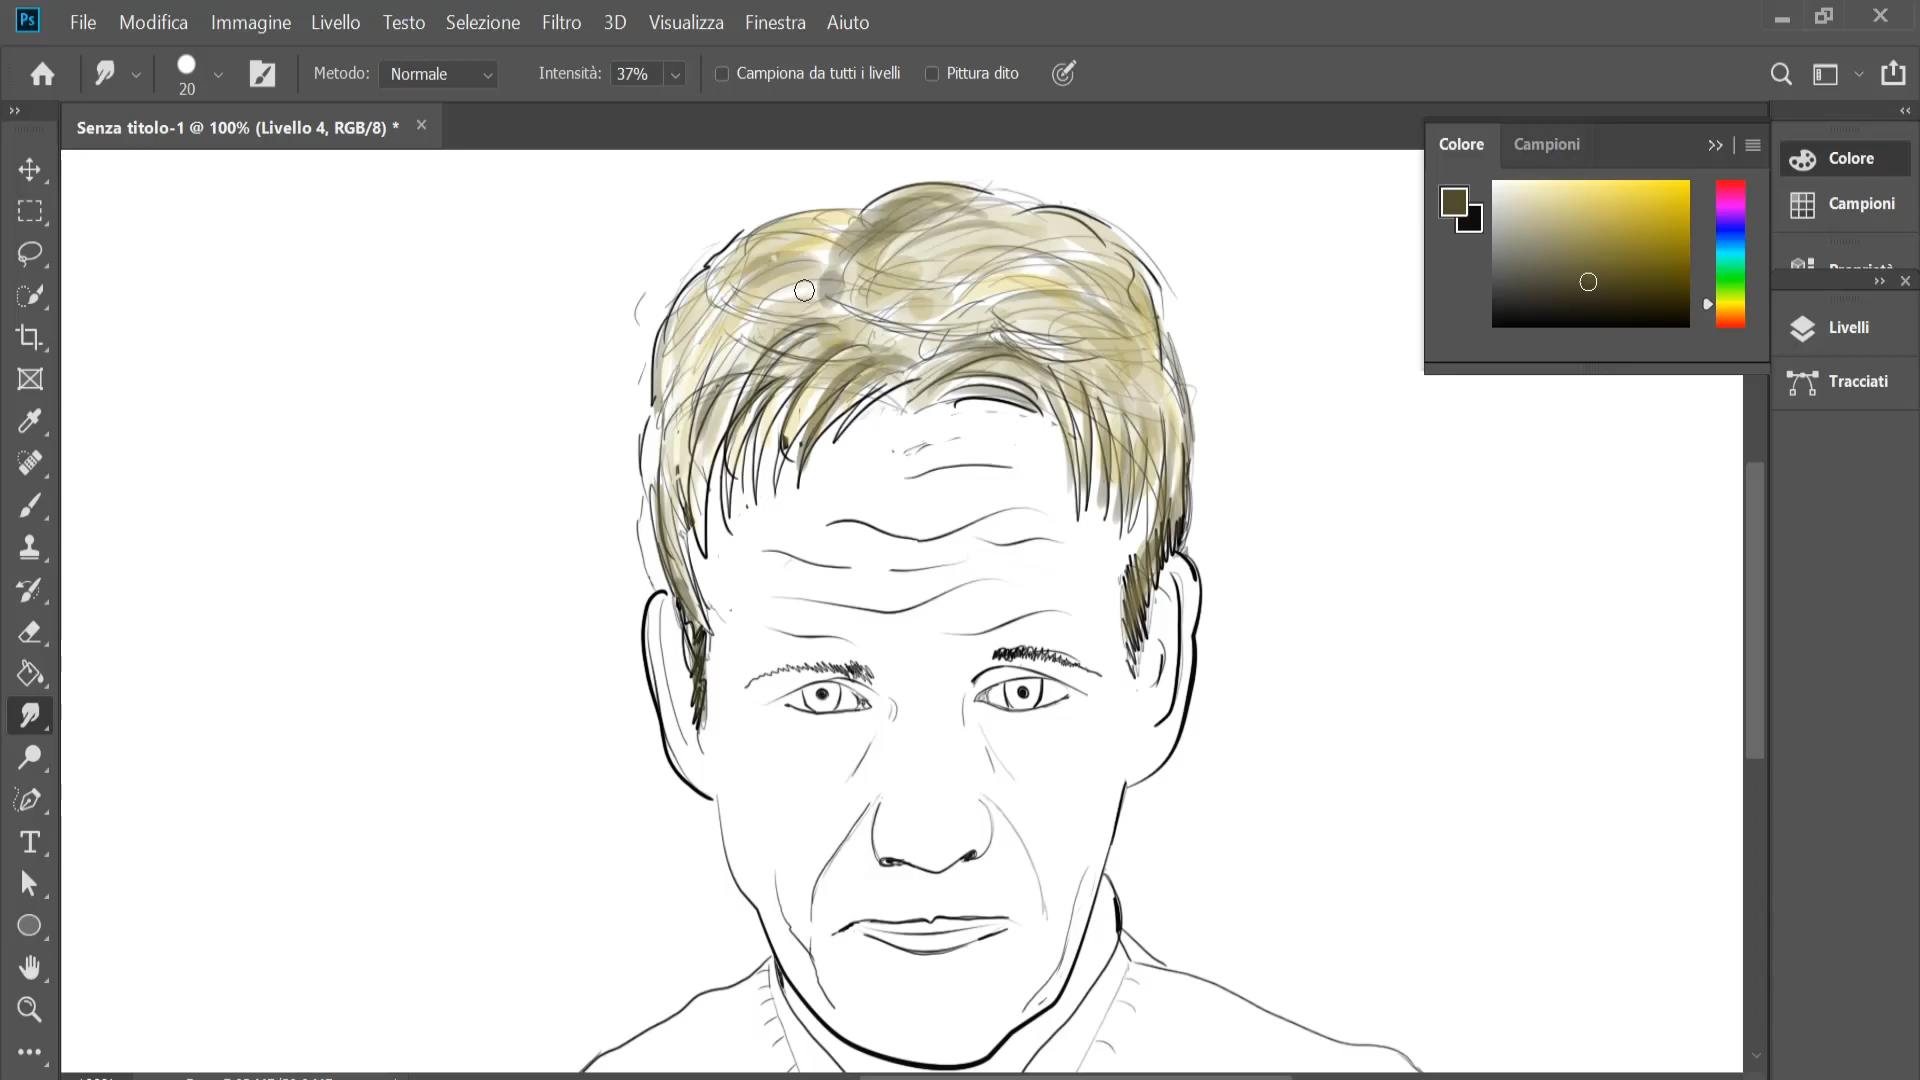 Ps File Modifica Immagine Livello Testo Selezione Filtro 3D Visualizza Finestra Aiuto
20 Metodo: Normale Intensità: 37% Campiona da tutti i livelli Pittura dito
Senza titolo-1 @ 100% (Livello 4, RGB/8) *
Colore Campioni
Colore
Campioni
Livelli
Tracciati